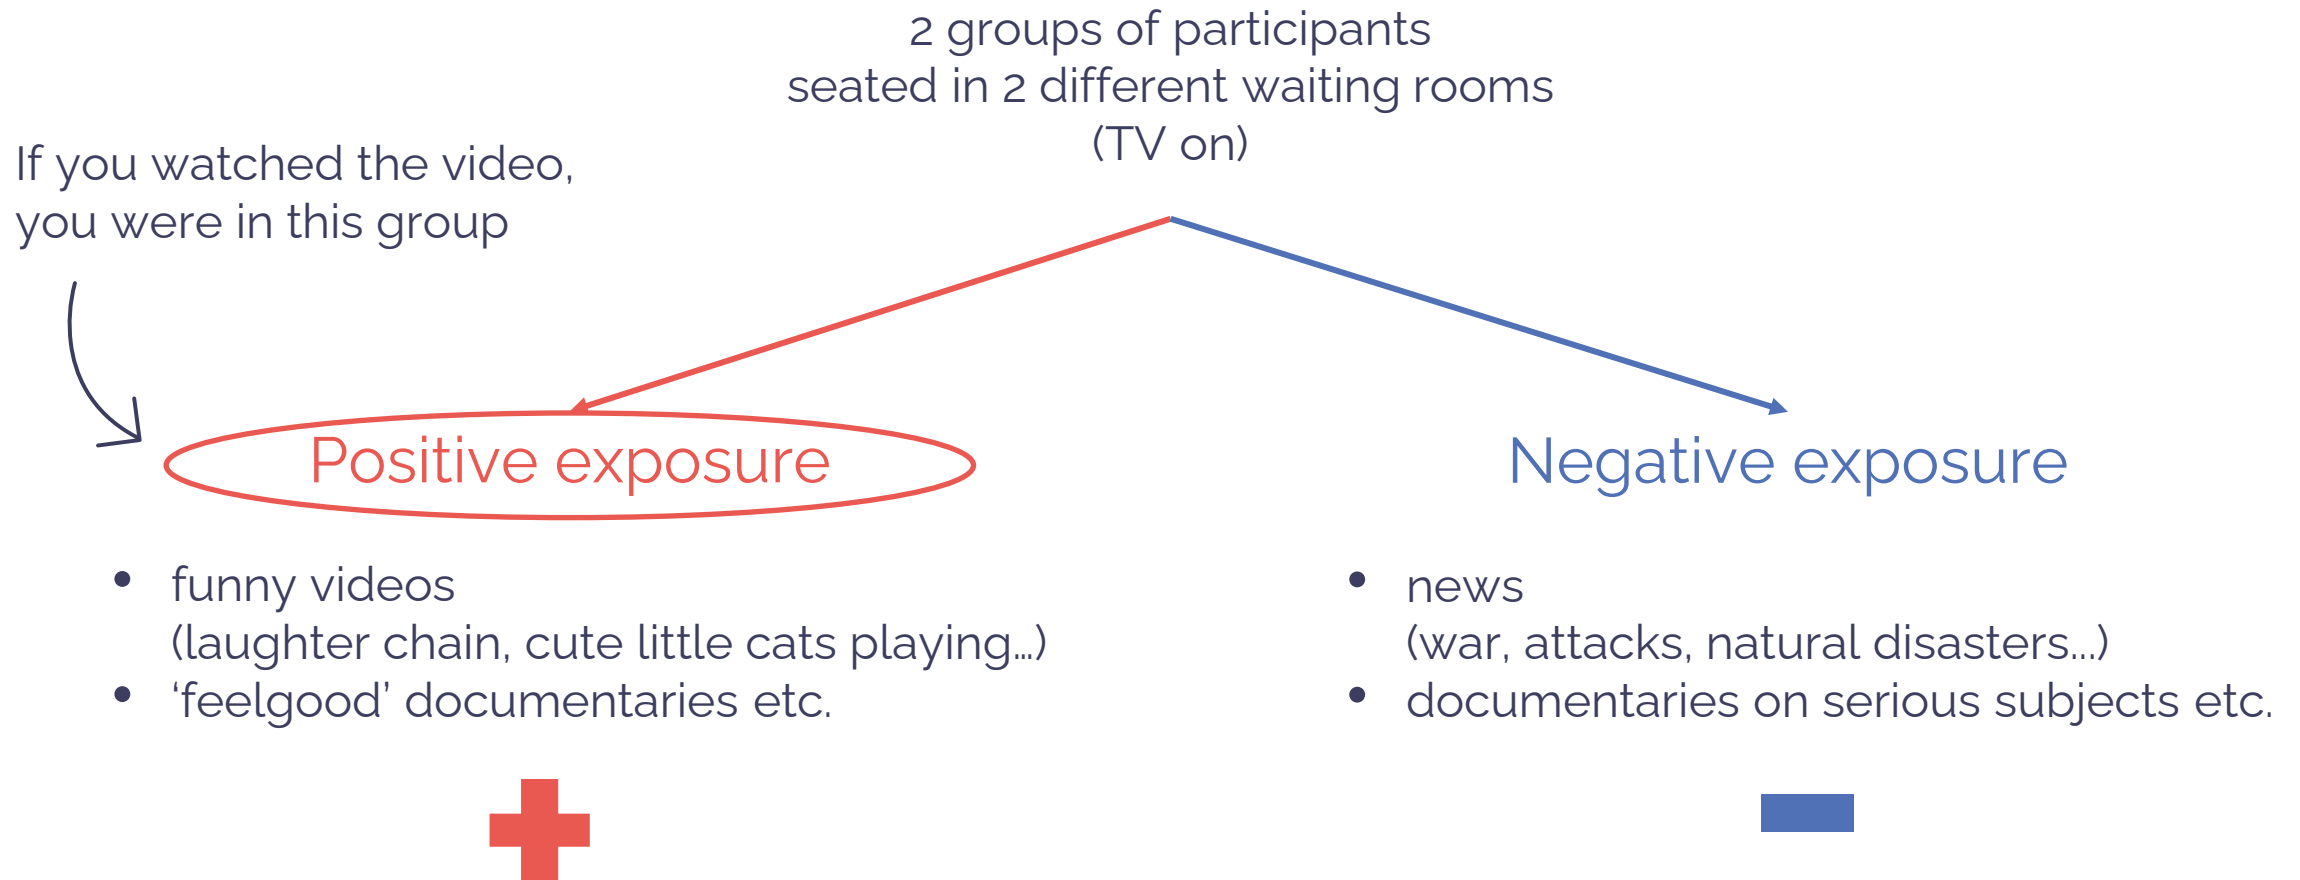 2 groups of participants
seated in 2 different waiting rooms
(TV on)
If you watched the video,
you were in this group
Positive exposure
• funny videos
(laughter chain, cute little cats playing...)
• ‘feelgood’ documentaries etc.
Negative exposure
• news
(war, attacks, natural disasters...)
• documentaries on serious subjects etc.